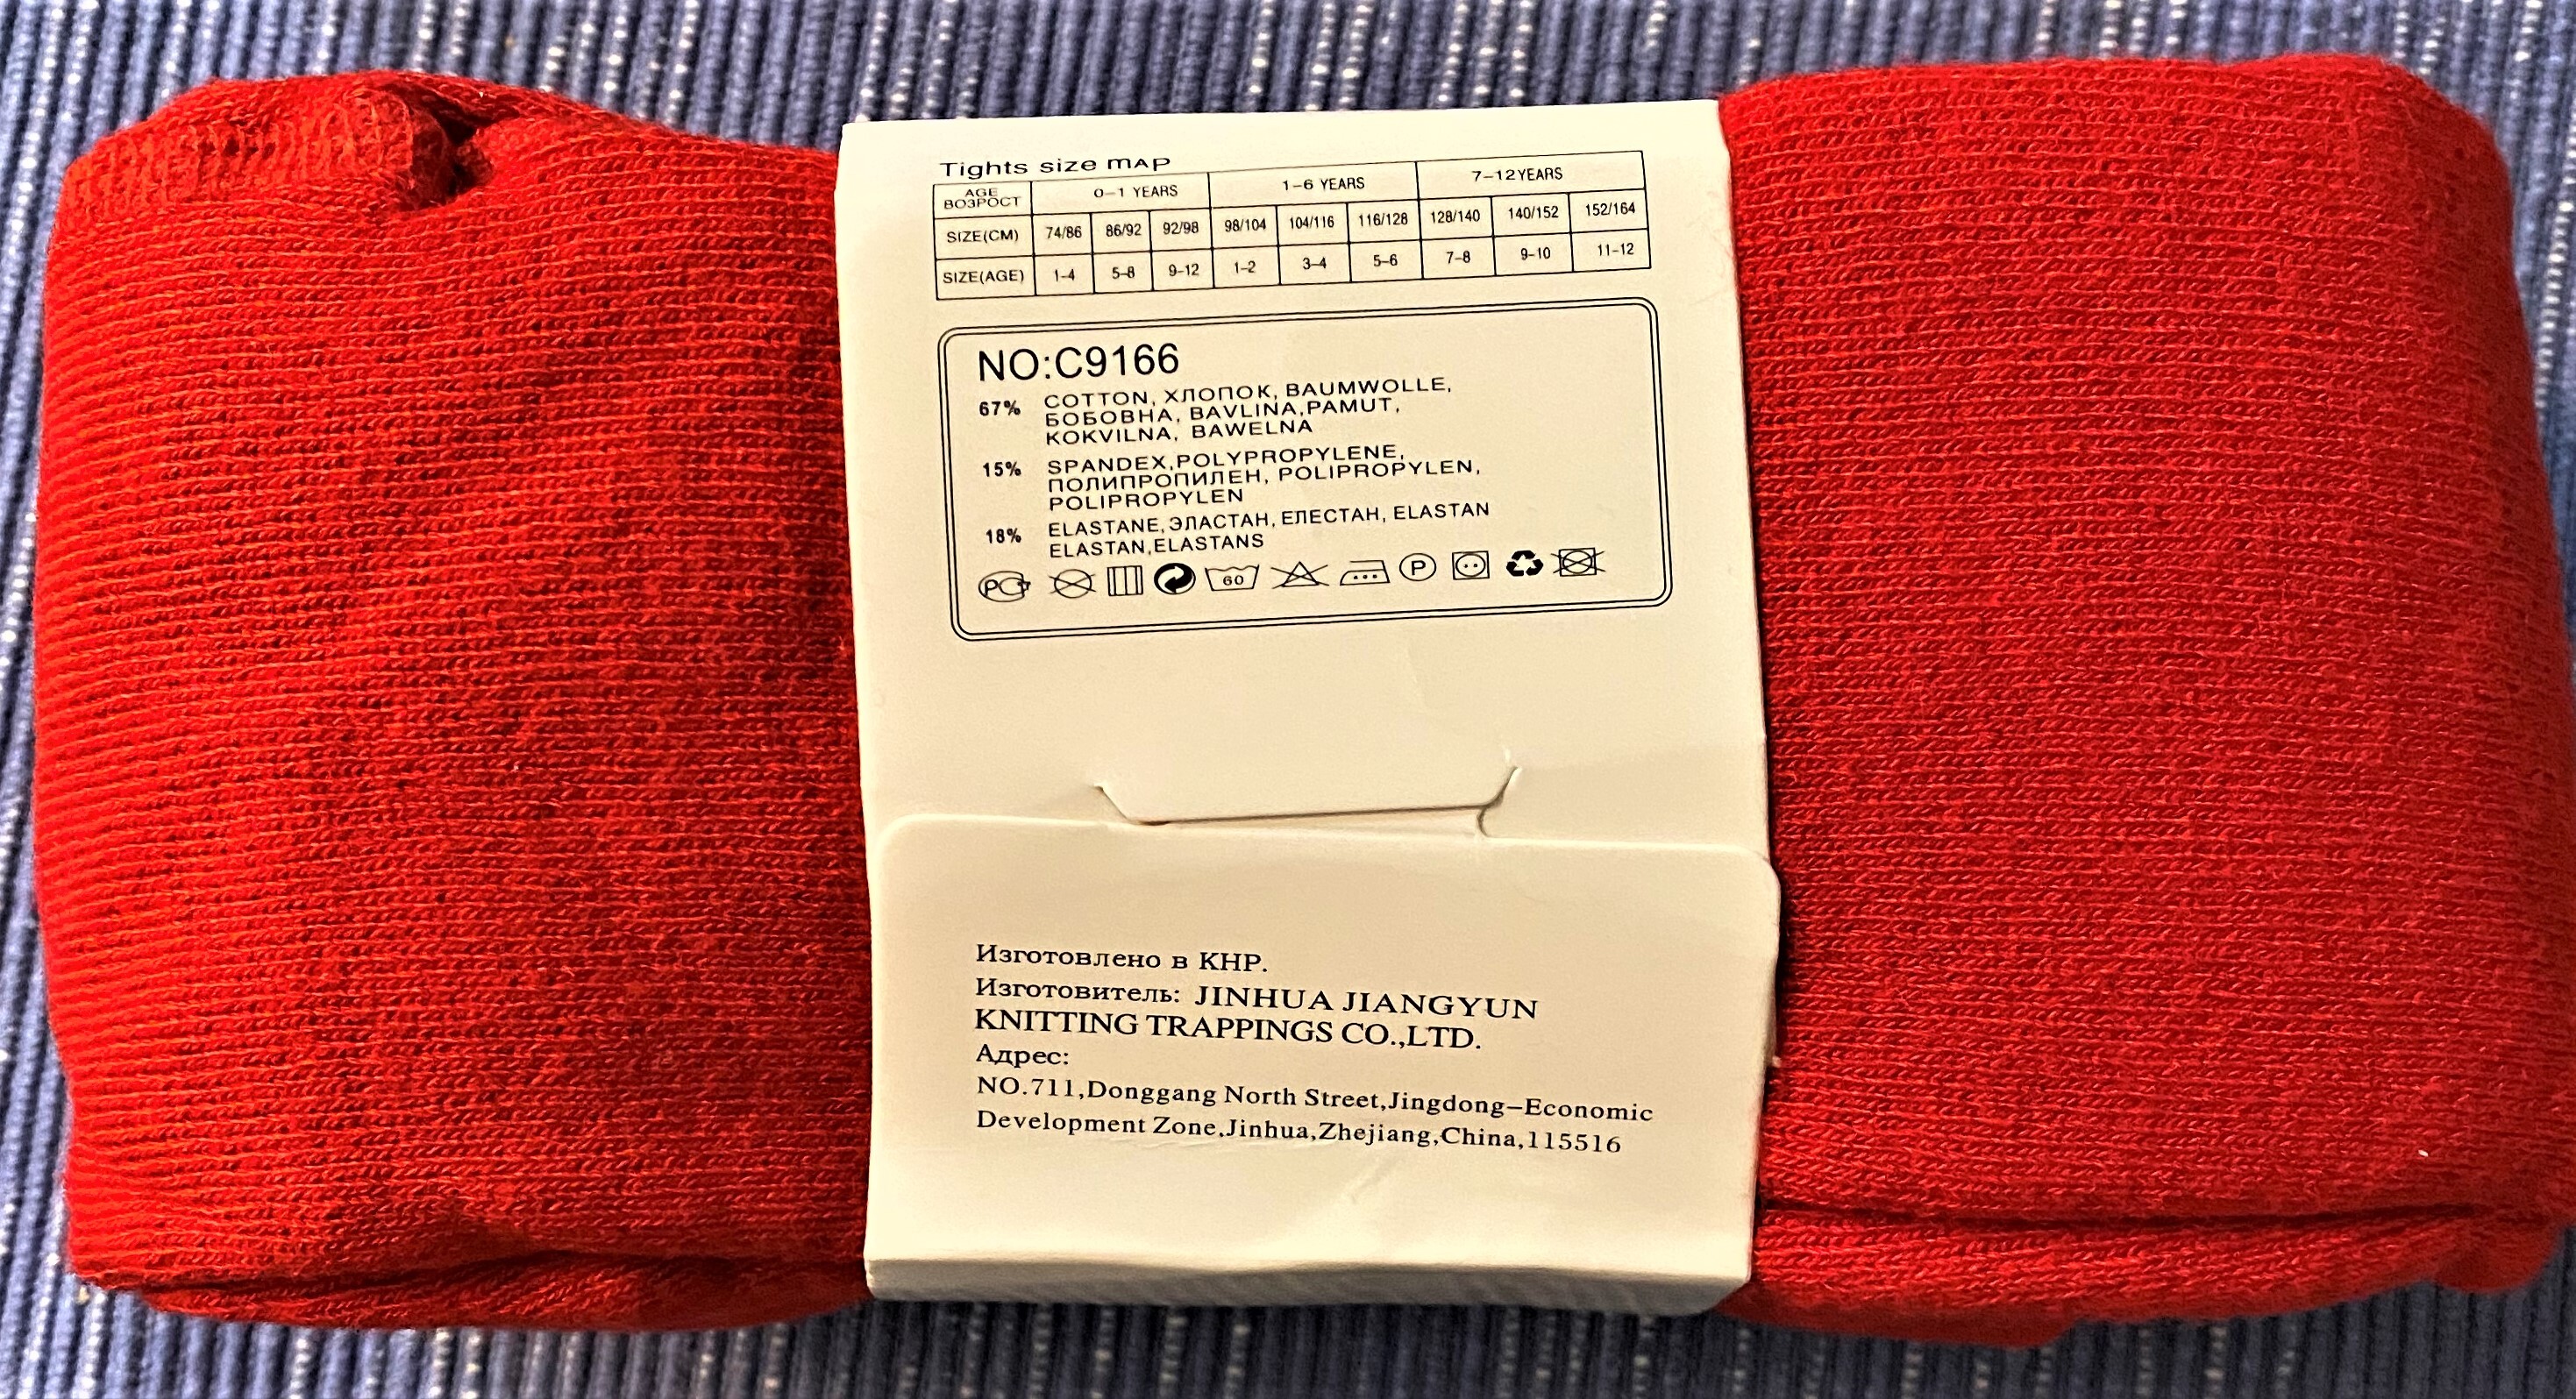 Tights size mAP
AGE 0-1 YEARS 1-6 YEARS 7-12YEARS
ВОЗРОСТ
SIZE(CM) 74/86 86/92 92/98 98/104 104/116 116/128 128/140 140/152 152/164
SIZE(AGE) 1-4 5-8 9-12 1-2 3-4 5-6 7-8 9-10 11-12
NO:C9166
67% COTTON, ХЛОПОК, BAUMWOLLE,
БОБОВНА, BAVLINA,PAMUT,
KOKVILNA, BAWELNA
15% SPANDEX,POLYPROPYLENE,
ПОЛИПРОПИЛЕН, POLIPROPYLEN,
POLIPROPYLEN
18% ELASTANE, ЭЛАСТАН, ЕЛЕСТАН, ELASTAN
ELASTAN,ELASTANS
РСТ 60 P
Изготовлено в КНР.
Изготовитель: JINHUA JIANGYUN
KNITTING TRAPPINGS CO.,LTD.
Адрес:
NO.711,Donggang North Street,Jingdong-Economic
Development Zone,Jinhua,Zhejiang,China,115516